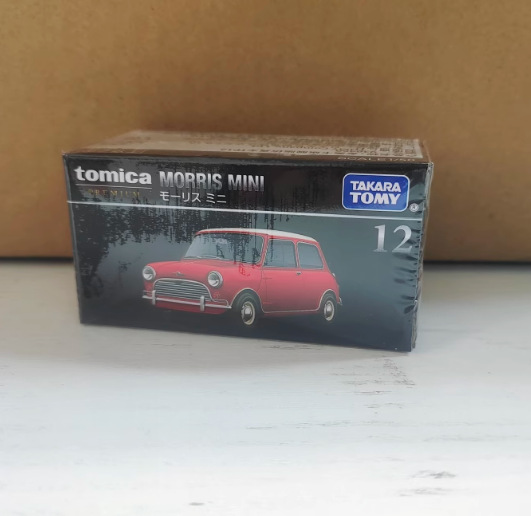 tomica MORRIS MINI
PREMIUM モーリス ミニ
TAKARA
TOMY
12